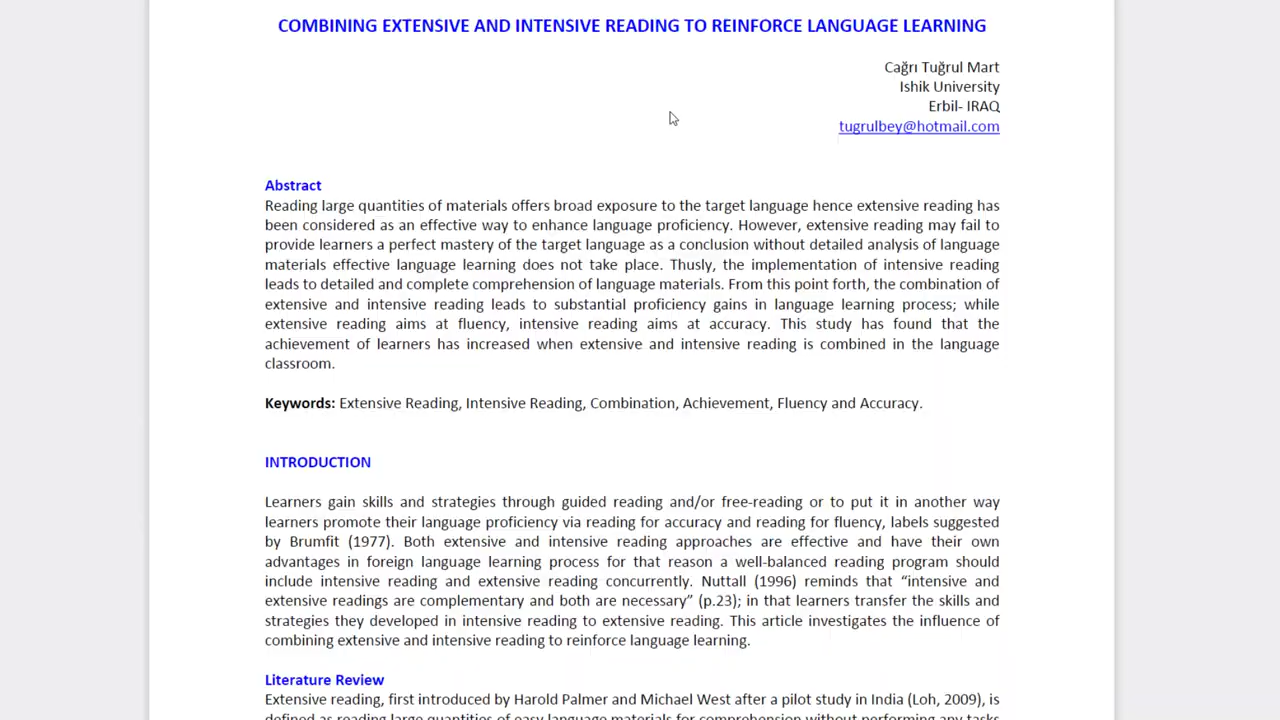 COMBINING EXTENSIVE AND INTENSIVE READING TO REINFORCE LANGUAGE LEARNING
Cağrı Tuğrul Mart
Ishik University
Erbil- IRAQ
tugrulbey@hotmail.com
Abstract
Reading large quantities of materials offers broad exposure to the target language hence extensive reading has
been considered as an effective way to enhance language proficiency. However, extensive reading may fail to
provide learners a perfect mastery of the target language as a conclusion without detailed analysis of language
materials effective language learning does not take place. Thusly, the implementation of intensive reading
leads to detailed and complete comprehension of language materials. From this point forth, the combination of
extensive and intensive reading leads to substantial proficiency gains in language learning process; while
extensive reading aims at fluency, intensive reading aims at accuracy. This study has found that the
achievement of learners has increased when extensive and intensive reading is combined in the language
classroom.
Keywords: Extensive Reading, Intensive Reading, Combination, Achievement, Fluency and Accuracy.
INTRODUCTION
Learners gain skills and strategies through guided reading and/or free-reading or to put it in another way
learners promote their language proficiency via reading for accuracy and reading for fluency, labels suggested
by Brumfit (1977). Both extensive and intensive reading approaches are effective and have their own
advantages in foreign language learning process for that reason a well-balanced reading program should
include intensive reading and extensive reading concurrently. Nuttall (1996) reminds that “intensive and
extensive readings are complementary and both are necessary” (p.23); in that learners transfer the skills and
strategies they developed in intensive reading to extensive reading. This article investigates the influence of
combining extensive and intensive reading to reinforce language learning.
Literature Review
Extensive reading, first introduced by Harold Palmer and Michael West after a pilot study in India (Loh, 2009), is
defined as reading large quantities of easy language materials for comprehension without performing any tasks